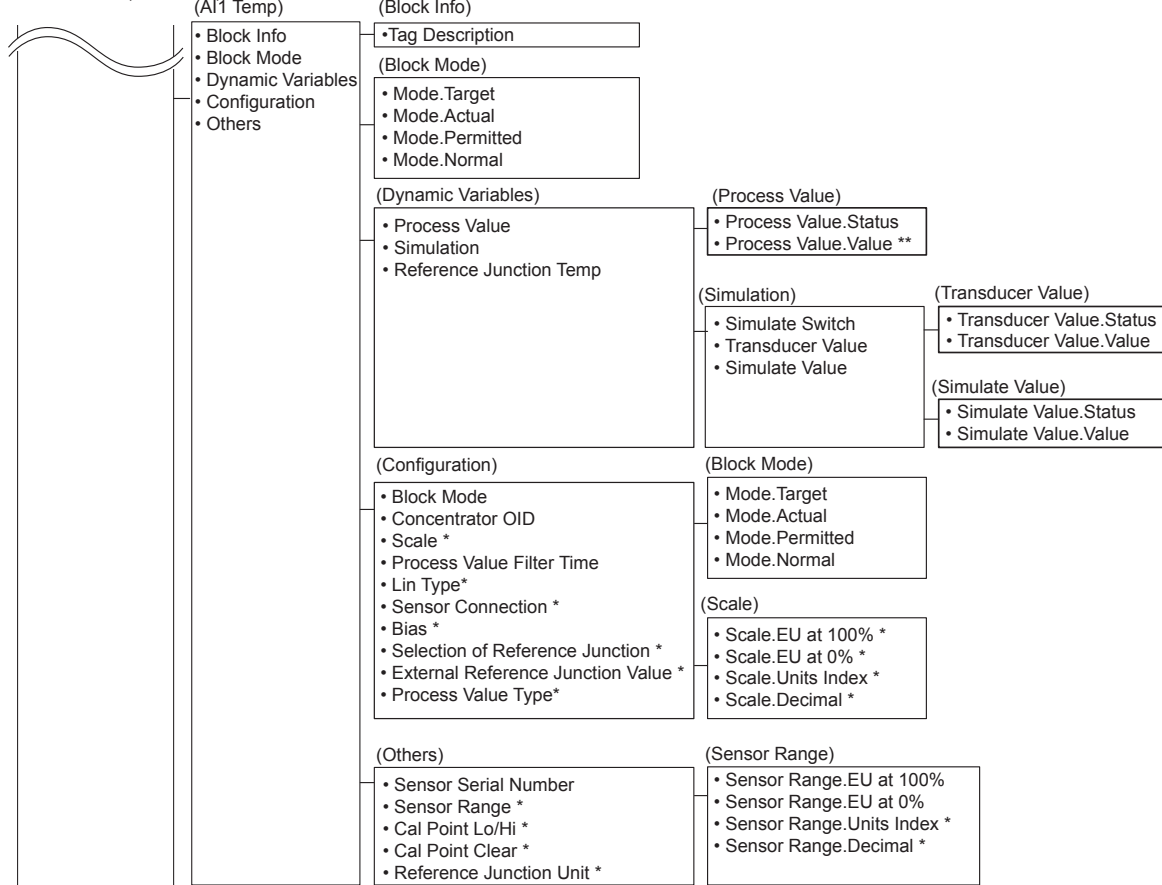 (AI1 Temp)
• Block Info
• Block Mode
• Dynamic Variables
• Configuration
• Others
(Block Info)
•Tag Description
(Block Mode)
• Mode.Target
• Mode.Actual
• Mode.Permitted
• Mode.Normal
(Dynamic Variables)
• Process Value
• Simulation
• Reference Junction Temp
(Process Value)
• Process Value.Status
• Process Value.Value **
(Simulation)
• Simulate Switch
• Transducer Value
• Simulate Value
(Transducer Value)
• Transducer Value.Status
• Transducer Value.Value
(Simulate Value)
• Simulate Value.Status
• Simulate Value.Value
(Configuration)
• Block Mode
• Concentrator OID
• Scale *
• Process Value Filter Time
• Lin Type*
• Sensor Connection *
• Bias *
• Selection of Reference Junction *
• External Reference Junction Value *
• Process Value Type*
(Block Mode)
• Mode.Target
• Mode.Actual
• Mode.Permitted
• Mode.Normal
(Scale)
• Scale.EU at 100% *
• Scale.EU at 0% *
• Scale.Units Index *
• Scale.Decimal *
(Others)
• Sensor Serial Number
• Sensor Range *
• Cal Point Lo/Hi *
• Cal Point Clear *
• Reference Junction Unit *
(Sensor Range)
• Sensor Range.EU at 100%
• Sensor Range.EU at 0%
• Sensor Range.Units Index *
• Sensor Range.Decimal *